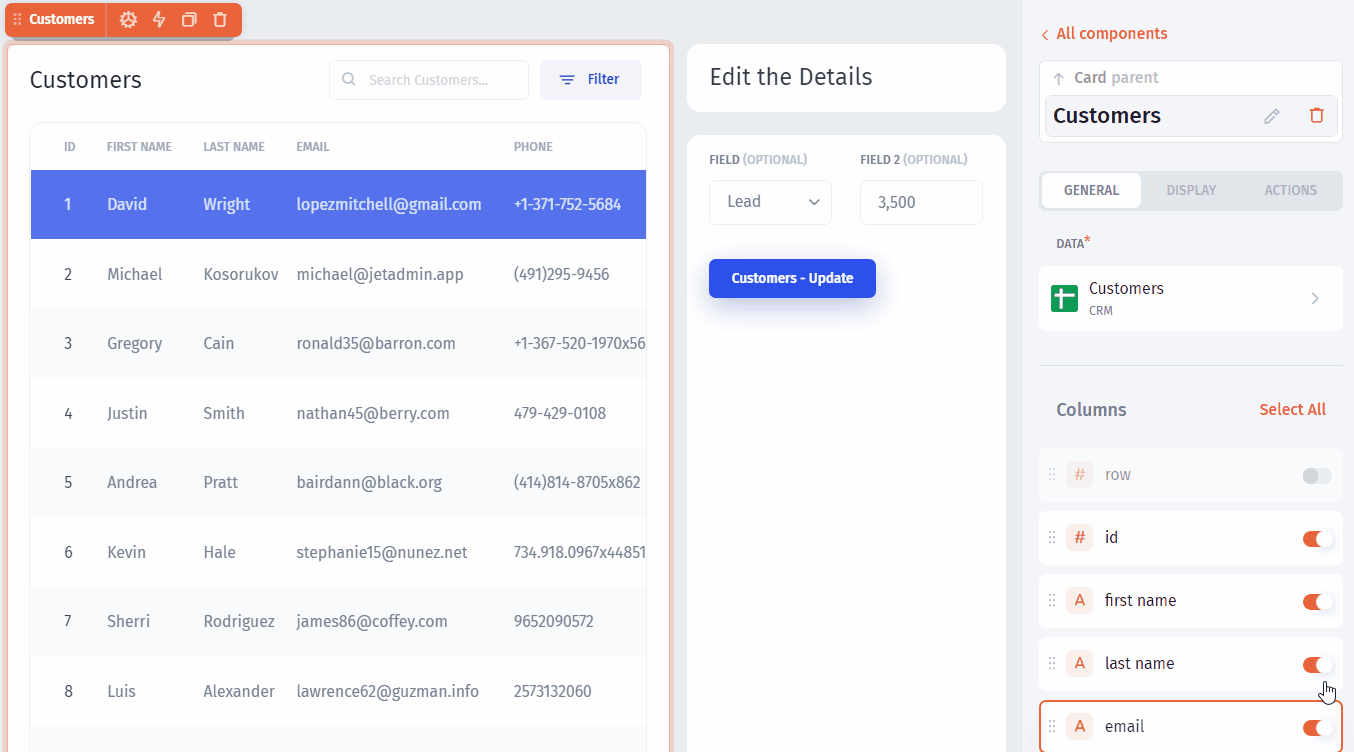 Customers
Customers
Search Customers...
Filter
ID FIRST NAME LAST NAME EMAIL PHONE
1 David Wright lopezmitchell@gmail.com +1-371-752-5684
2 Michael Kosorukov michael@jetadmin.app (491)295-9456
3 Gregory Cain ronald35@barron.com +1-367-520-1970x56
4 Justin Smith nathan45@berry.com 479-429-0108
5 Andrea Pratt bairdann@black.org (414)814-8705x862
6 Kevin Hale stephanie15@nunez.net 734.918.0967x44851
7 Sherri Rodriguez james86@coffey.com 9652090572
8 Luis Alexander lawrence62@guzman.info 2573132060
Edit the Details
FIELD (OPTIONAL) FIELD 2 (OPTIONAL)
Lead 3,500
Customers - Update
All components
Card parent
Customers
GENERAL DISPLAY ACTIONS
DATA*
Customers
CRM
Columns Select All
# row
# id
A first name
A last name
A email